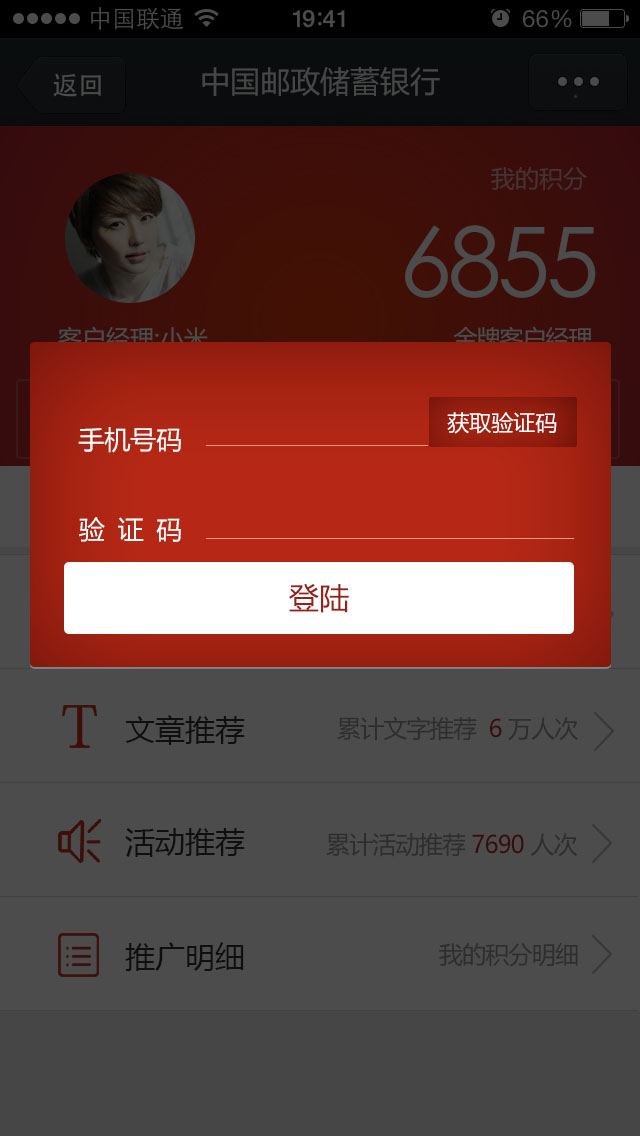 中国联通 19:41 66%
返回 中国邮政储蓄银行
我的积分
6855
客户经理:小米 金牌客户经理
手机号码 获取验证码
验证码
登陆
T 文章推荐 累计文字推荐 6 万人次
活动推荐 累计活动推荐 7690 人次
推广明细 我的积分明细